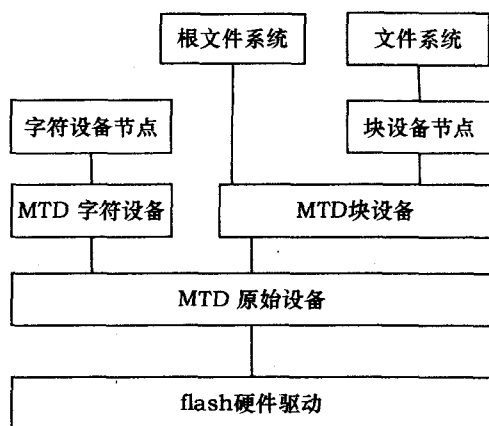 根文件系统
文件系统
字符设备节点
块设备节点
MTD 字符设备
MTD块设备
MTD 原始设备
flash硬件驱动